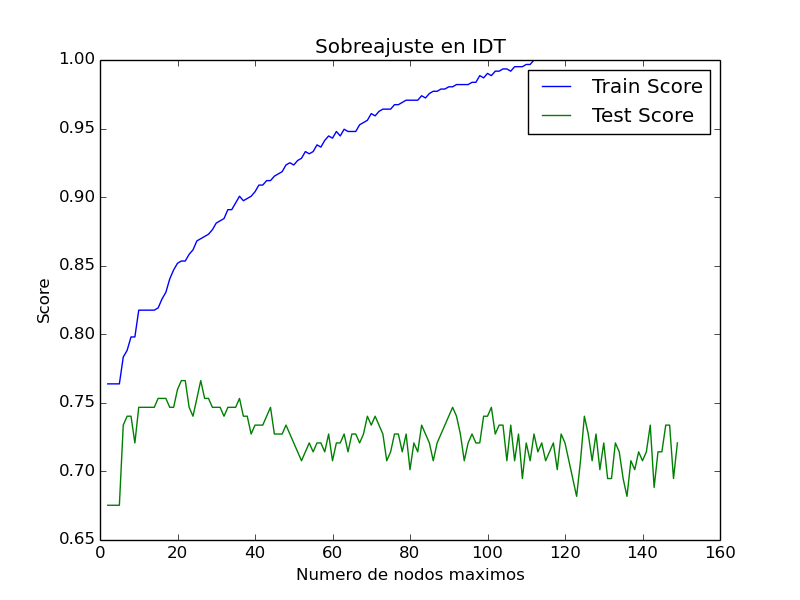 Sobreajuste en IDT
Train Score
Test Score
1.00
0.95
0.90
0.85
0.80
0.75
0.70
0.65
Score
0 20 40 60 80 100 120 140 160
Numero de nodos maximos